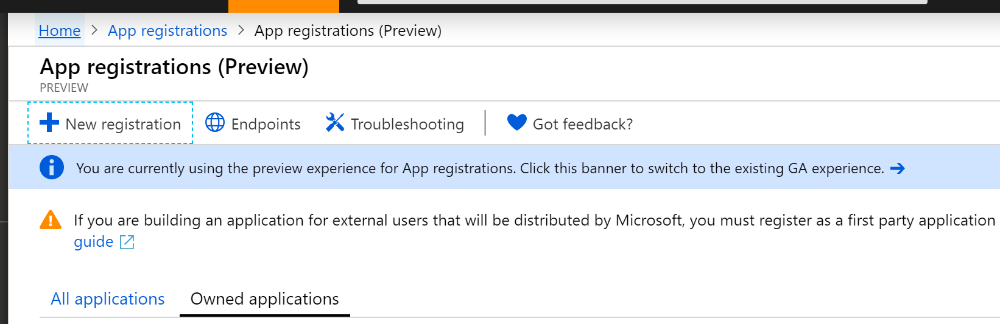 Home > App registrations > App registrations (Preview)
App registrations (Preview)
PREVIEW
New registration Endpoints Troubleshooting Got feedback?
You are currently using the preview experience for App registrations. Click this banner to switch to the existing GA experience. →
If you are building an application for external users that will be distributed by Microsoft, you must register as a first party application
guide
All applications Owned applications